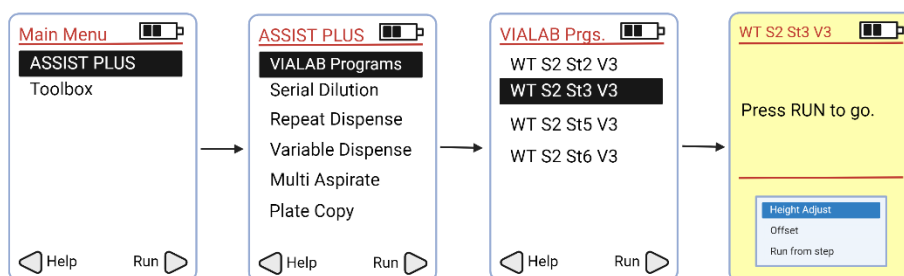 Main Menu
ASSIST PLUS
Toolbox
Help Run
ASSIST PLUS
VIALAB Programs
Serial Dilution
Repeat Dispense
Variable Dispense
Multi Aspirate
Plate Copy
Help Run
VIALAB Prgs.
WT S2 St2 V3
WT S2 St3 V3
WT S2 St5 V3
WT S2 St6 V3
Help Run
WT S2 St3 V3
Press RUN to go.
Height Adjust
Offset
Run from step